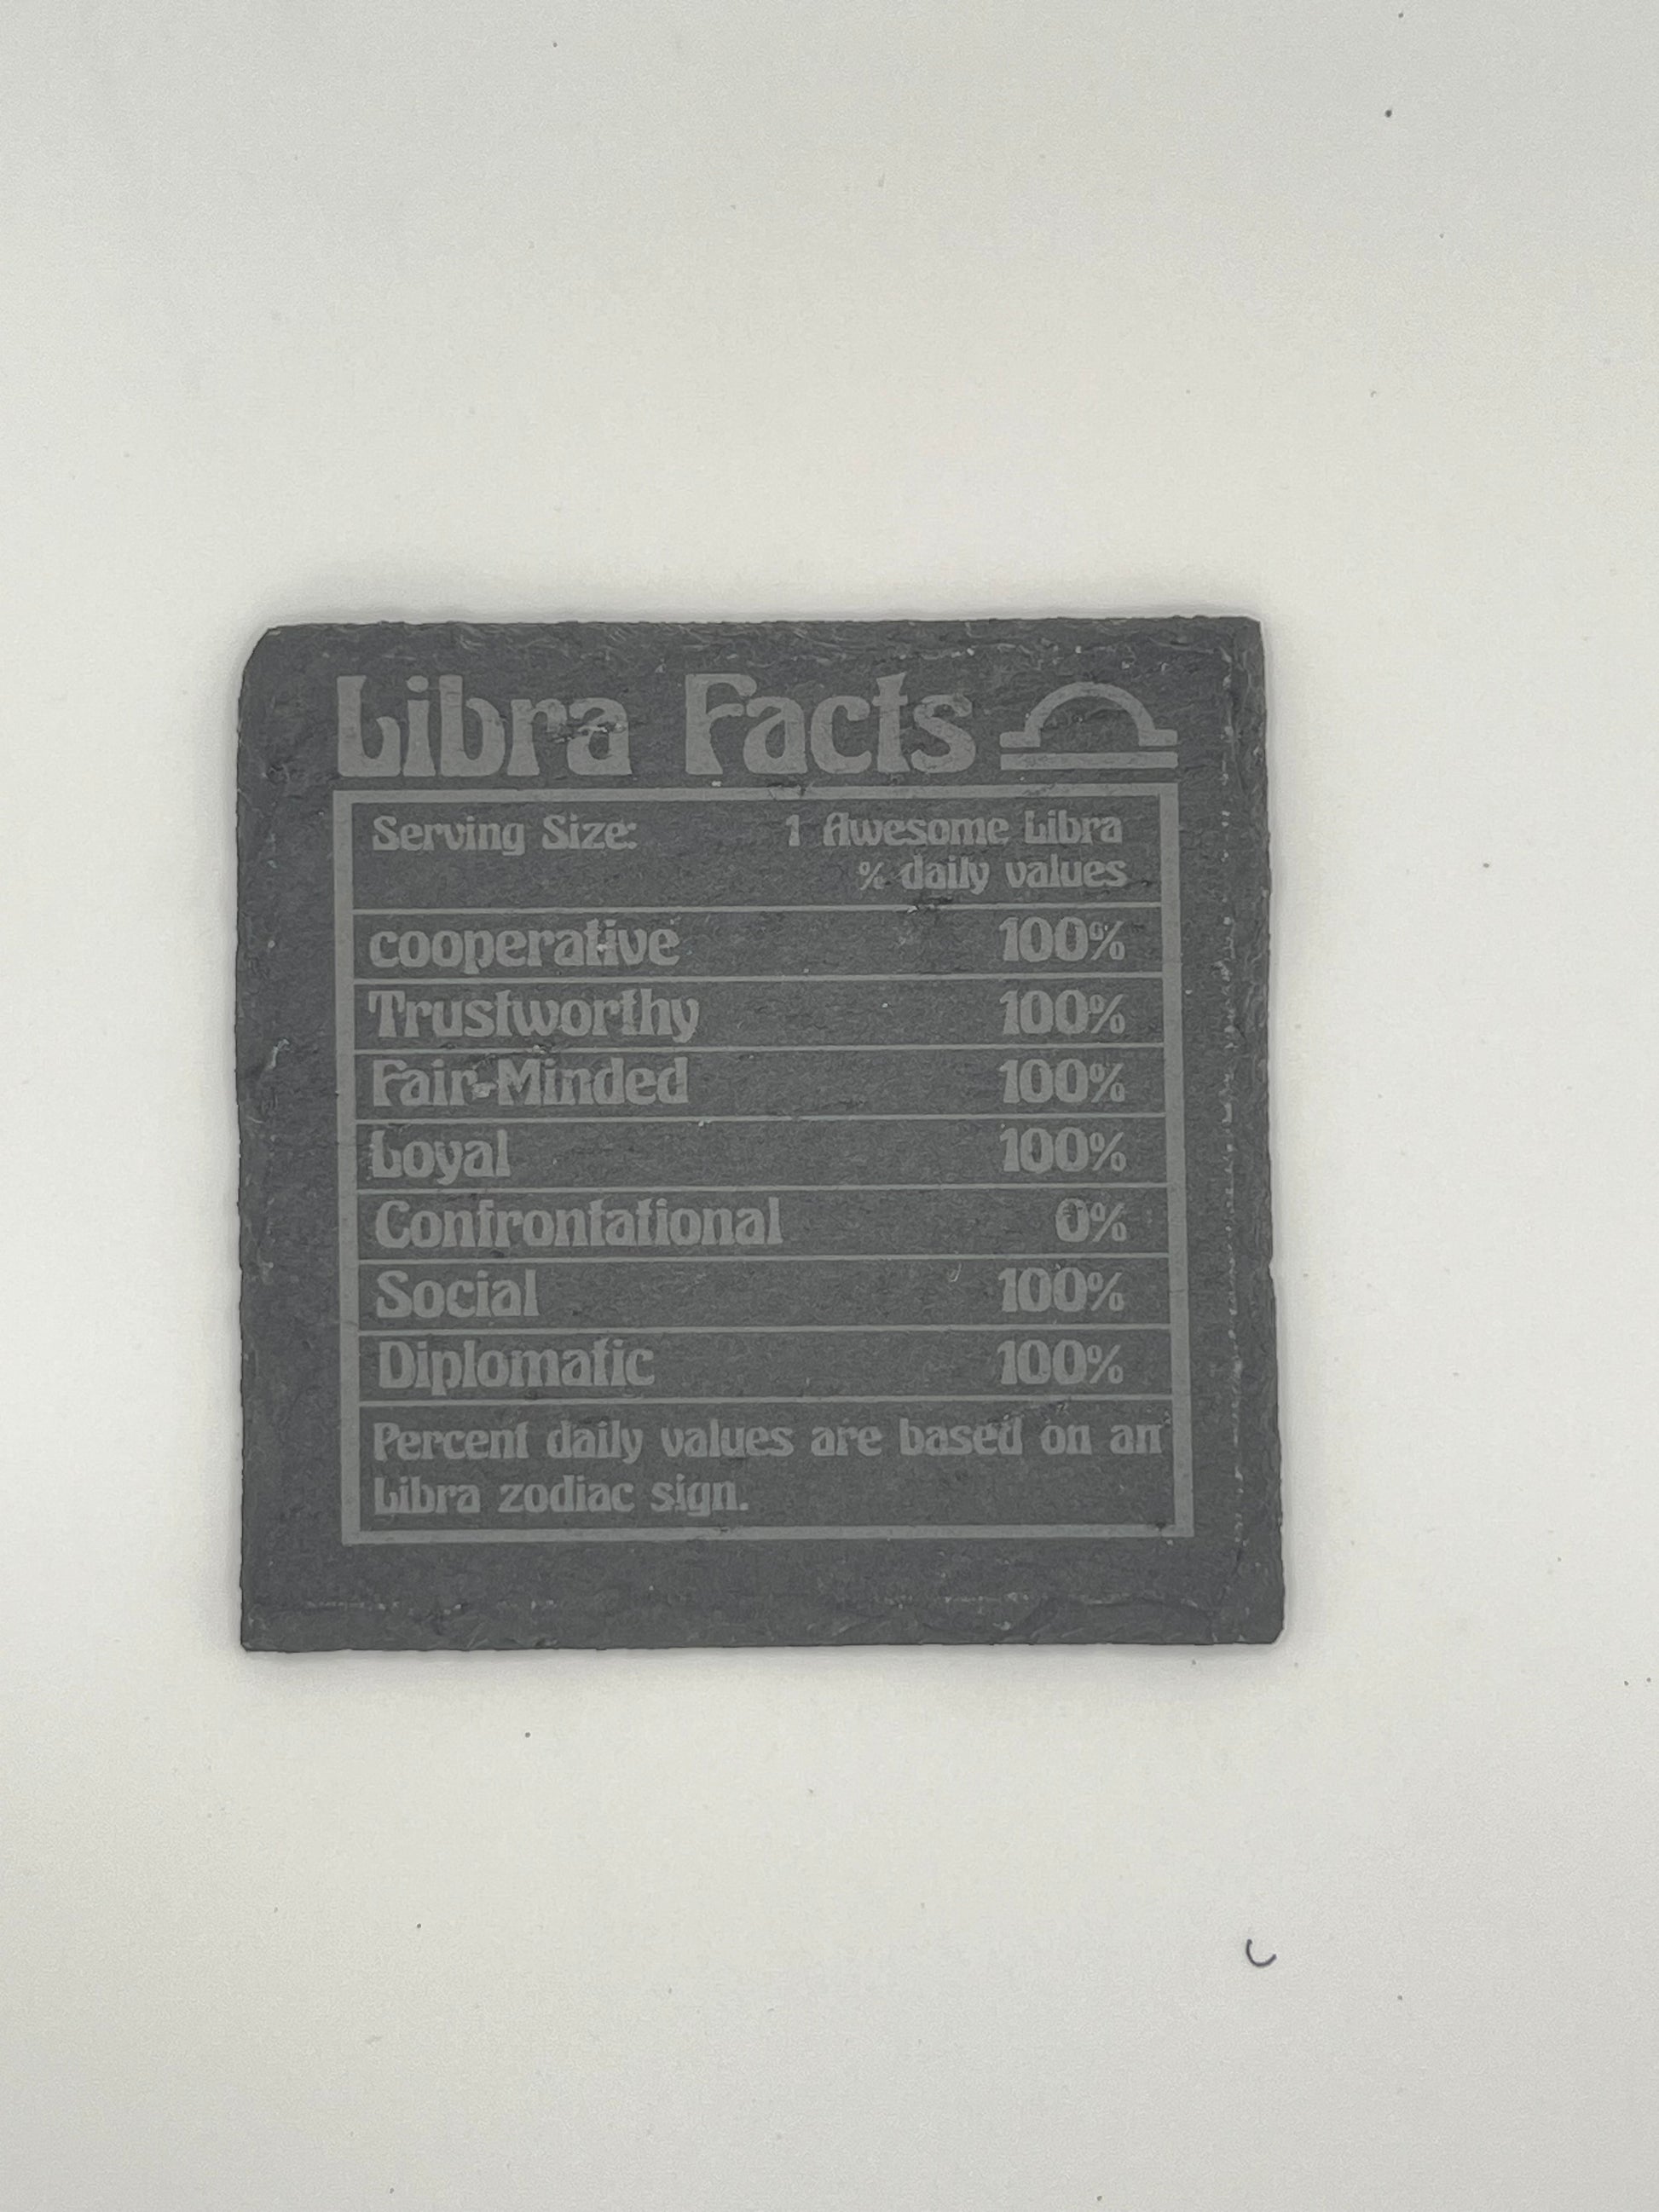 Libra Facts
Serving Size: 1 Awesome Libra
% daily values
cooperative 100%
Trustworthy 100%
Fair-Minded 100%
Loyal 100%
Confrontational 0%
Social 100%
Diplomatic 100%
Percent daily values are based on an
Libra zodiac sign.